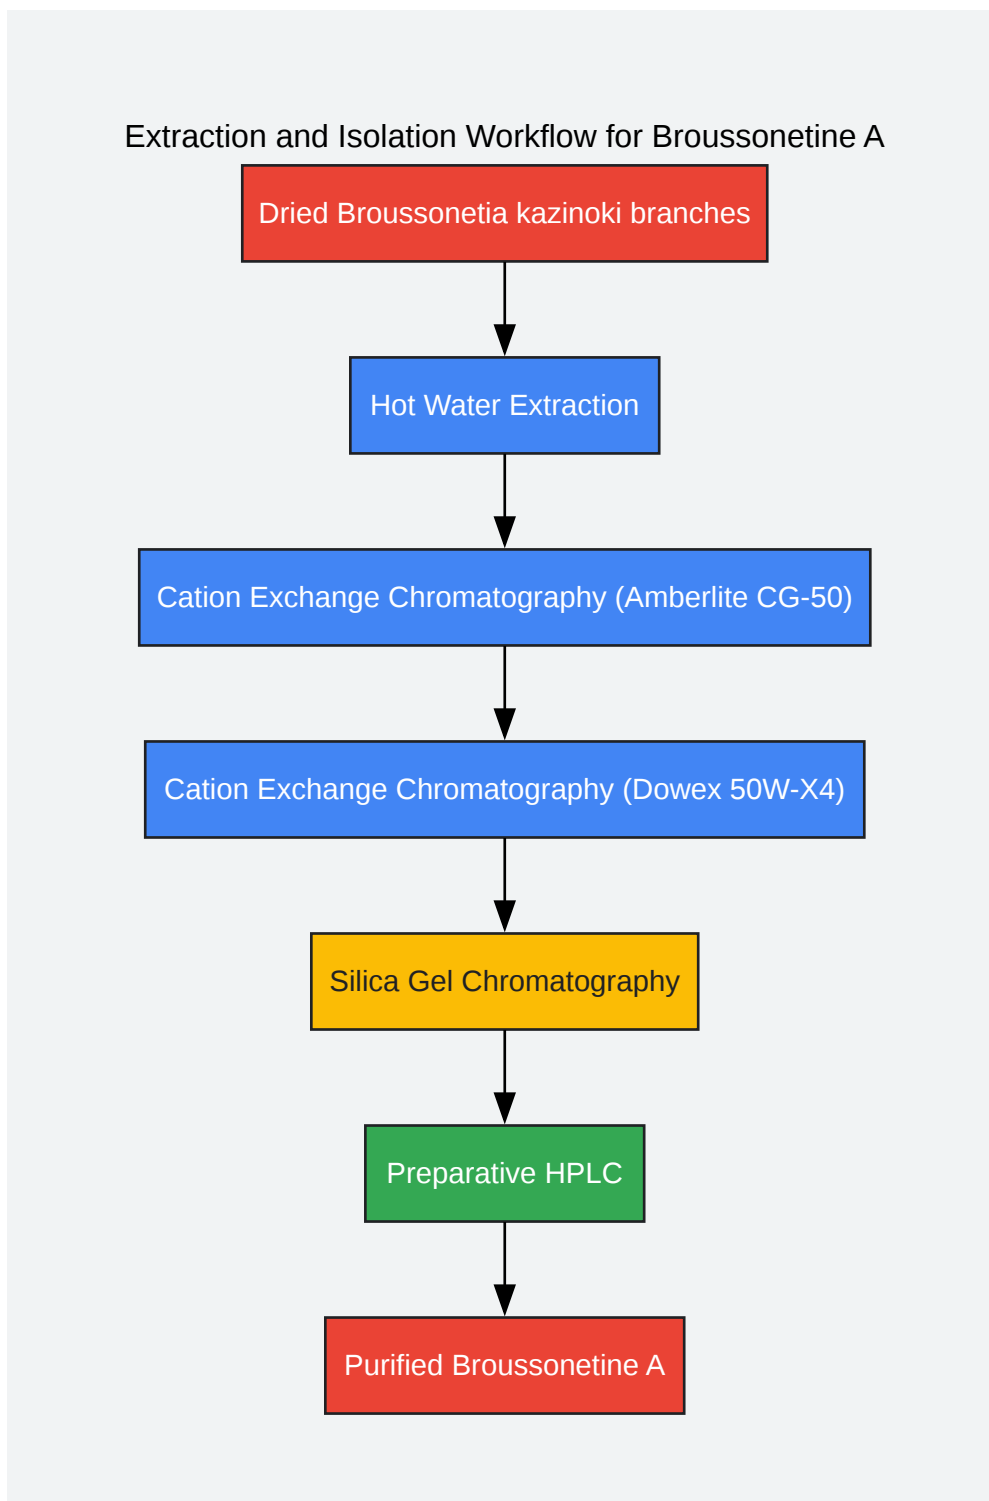 Extraction and Isolation Workflow for Broussonetine A
Dried Broussonetia kazinoki branches
Hot Water Extraction
Cation Exchange Chromatography (Amberlite CG-50)
Cation Exchange Chromatography (Dowex 50W-X4)
Silica Gel Chromatography
Preparative HPLC
Purified Broussonetine A